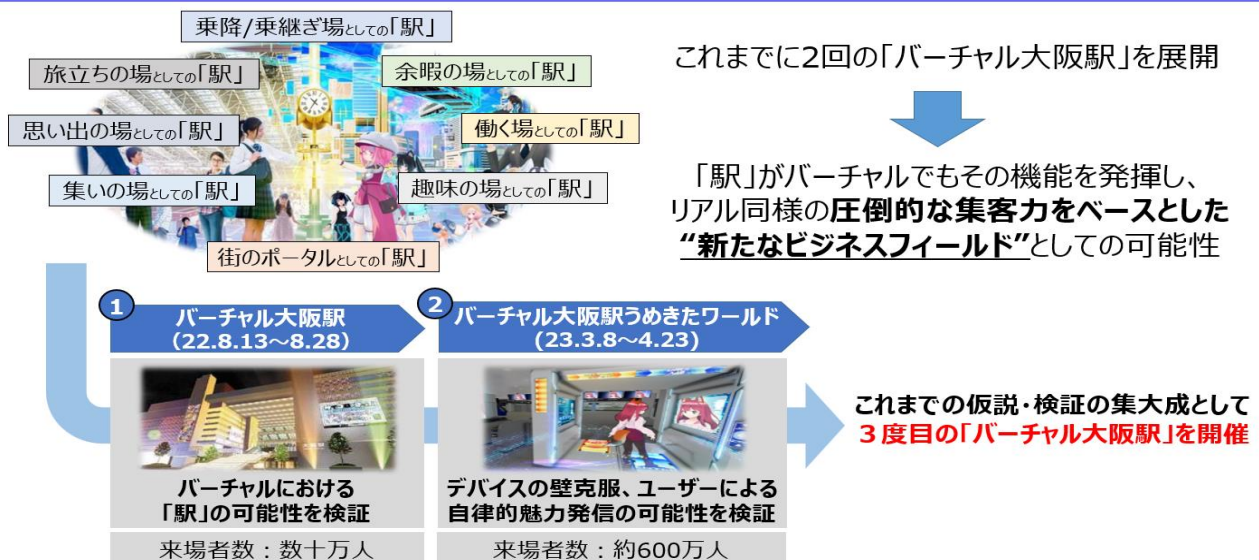 乗降/乗継ぎ場としての「駅」
旅立ちの場としての「駅」
余暇の場としての「駅」
思い出の場としての「駅」
働く場としての「駅」
集いの場としての「駅」
趣味の場としての「駅」
街のポータルとしての「駅」
これまでに2回の「バーチャル大阪駅」を展開
「駅」がバーチャルでもその機能を発揮し、
リアル同様の圧倒的な集客力をベースとした
“新たなビジネスフィールド”としての可能性
1
バーチャル大阪駅
(22.8.13～8.28)
バーチャルにおける
「駅」の可能性を検証
来場者数：数十万人
2
バーチャル大阪駅うめきたワールド
(23.3.8～4.23)
デバイスの壁克服、ユーザーによる
自律的魅力発信の可能性を検証
来場者数：約600万人
これまでの仮説・検証の集大成として
３度目の「バーチャル大阪駅」を開催